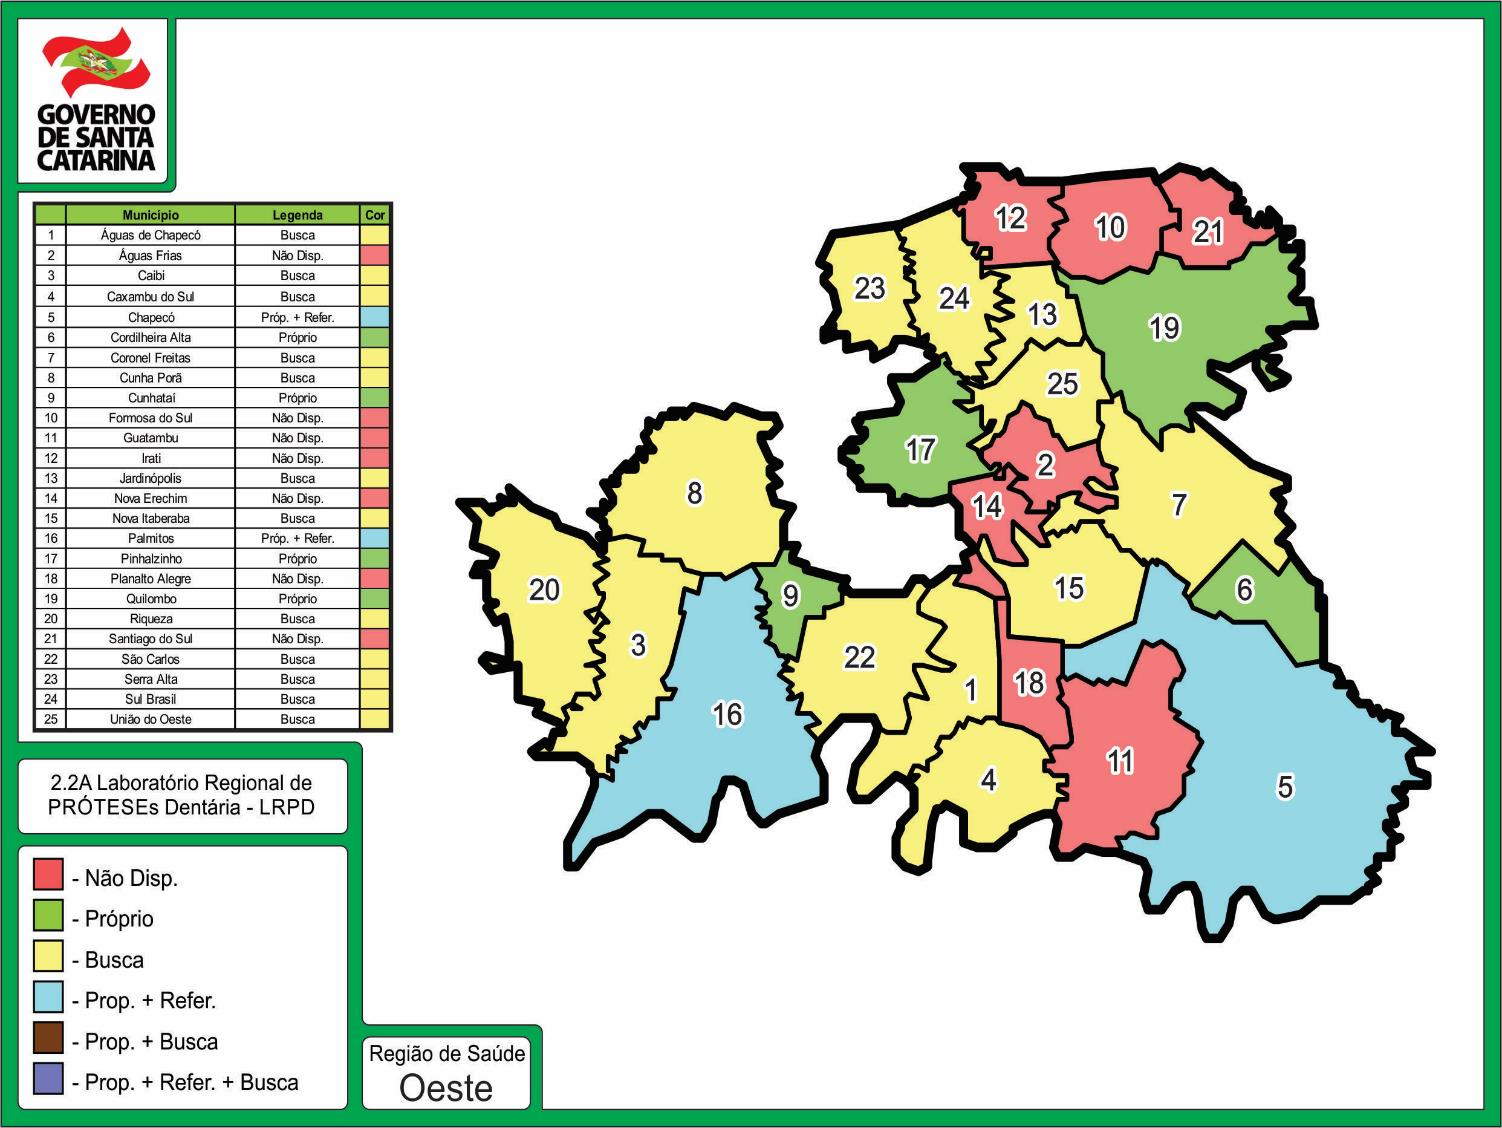 GOVERNO
DE SANTA
CATARINA
Município Legenda Cor
1 Águas de Chapecó Busca
2 Águas Frias Não Disp.
3 Caibi Busca
4 Caxambu do Sul Busca
5 Chapecó Próp. + Refer.
6 Cordilheira Alta Próprio
7 Coronel Freitas Busca
8 Cunha Porã Busca
9 Cunhataí Próprio
10 Formosa do Sul Não Disp.
11 Guatambu Não Disp.
12 Irati Não Disp.
13 Jardinópolis Busca
14 Nova Erechim Não Disp.
15 Nova Itaberaba Busca
16 Palmitos Próp. + Refer.
17 Pinhalzinho Próprio
18 Planalto Alegre Não Disp.
19 Quilombo Próprio
20 Riqueza Busca
21 Santiago do Sul Não Disp.
22 São Carlos Busca
23 Serra Alta Busca
24 Sul Brasil Busca
25 União do Oeste Busca
12
10
21
23
24
13
19
25
17
2
8
14
7
20
9
15
6
3
22
1
18
16
11
4
5
2.2A Laboratório Regional de
PRÓTESEs Dentária - LRPD
- Não Disp.
- Próprio
- Busca
- Prop. + Refer.
- Prop. + Busca
- Prop. + Refer. + Busca
Região de Saúde
Oeste